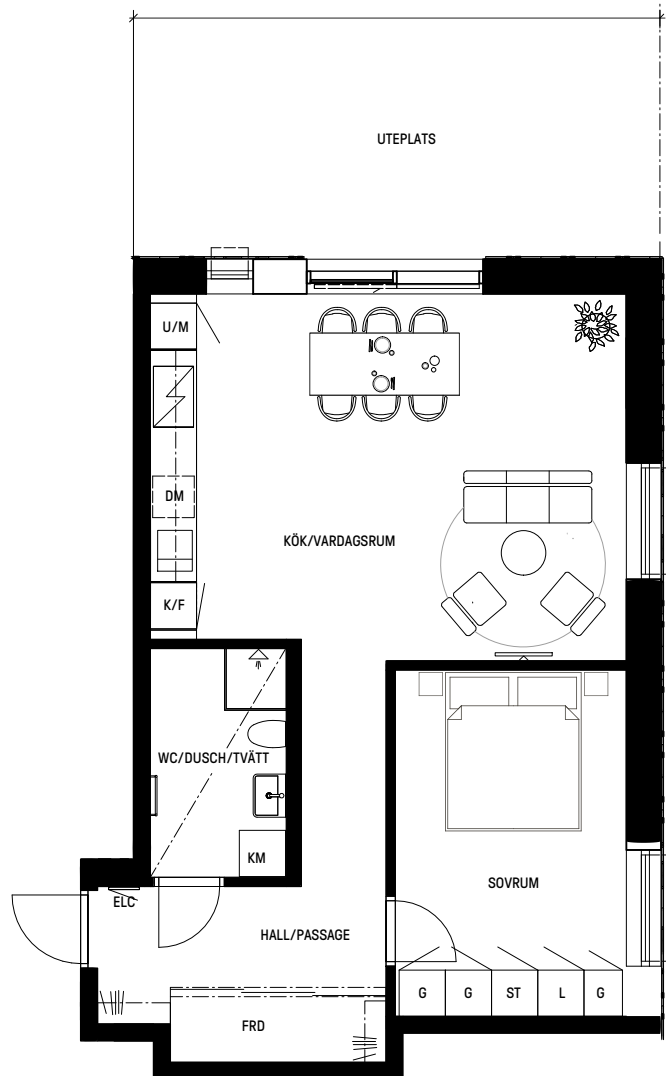 UTEPLATS
U/M
DM
KÖK/VARDAGSRUM
K/F
WC/DUSCH/TVÄTT
KM
SOVRUM
ELC
HALL/PASSAGE
G
G
ST
L
G
FRD